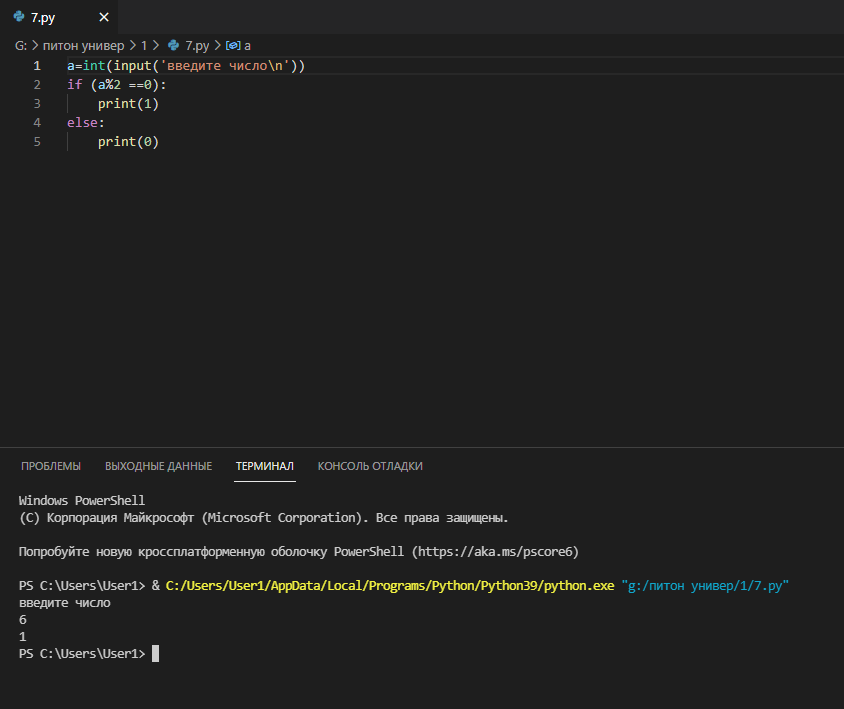 7.py
G: > питон универ > 1 > 7.py > a
1 a=int(input('введите число\n'))
2 if (a%2 ==0):
3     print(1)
4 else:
5     print(0)
ПРОБЛЕМЫ ВЫХОДНЫЕ ДАННЫЕ ТЕРМИНАЛ КОНСОЛЬ ОТЛАДКИ
Windows PowerShell
(C) Корпорация Майкрософт (Microsoft Corporation). Все права защищены.
Попробуйте новую кроссплатформенную оболочку PowerShell (https://aka.ms/pscore6)
PS C:\Users\User1> & C:/Users/User1/AppData/Local/Programs/Python/Python39/python.exe "g:/питон универ/1/7.py"
введите число
6
1
PS C:\Users\User1>